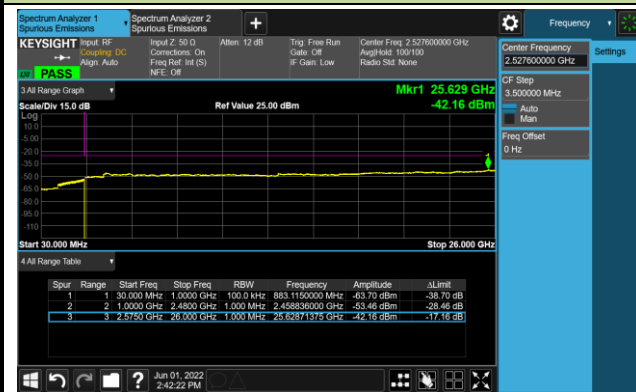 Spectrum Analyzer 1
Spurious Emissions
Spectrum Analyzer 2
Spurious Emissions
+
Frequency
KEYSIGHT
Input: RF
Coupling: DC
Align: Auto
Input Z: 50 Ω
Corrections: On
Freq Ref: Int (S)
NFE: Off
Atten: 12 dB
Trig: Free Run
Gate: Off
IF Gain: Low
Center Freq: 2.527600000 GHz
Avg|Hold: 100/100
Radio Std: None
PASS
Center Frequency
2.527600000 GHz
Settings
CF Step
3.500000 MHz
Auto
Man
Freq Offset
0 Hz
3 All Range Graph
Mkr1 25.629 GHz
Scale/Div 15.0 dB
Ref Value 25.00 dBm
-42.16 dBm
Log
10.0
-5.00
-20.0
-35.0
-50.0
-65.0
-80.0
-95.0
-110
Start 30.000 MHz
Stop 26.000 GHz
4 All Range Table
Spur Range Start Freq Stop Freq RBW Frequency Amplitude ΔLimit
1 1 30.000 MHz 1.0000 GHz 100.0 kHz 883.1150000 MHz -63.70 dBm -38.70 dB
2 2 1.0000 GHz 2.4800 GHz 1.000 MHz 2.458836000 GHz -53.46 dBm -28.46 dB
3 3 2.5750 GHz 26.000 GHz 1.000 MHz 25.62871375 GHz -42.16 dBm -17.16 dB
?
Jun 01, 2022
2:42:22 PM